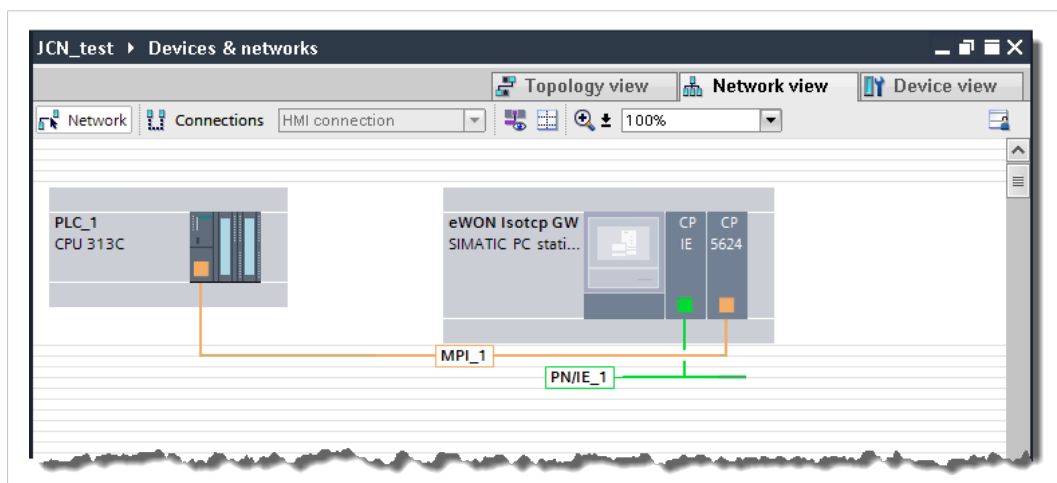 JCN_test ▸ Devices & networks
Topology view
Network view
Device view
Network
Connections
HMI connection
100%
PLC_1
CPU 313C
eWON Isotcp GW
SIMATIC PC stati...
CP
IE
CP
5624
MPI_1
PN/IE_1